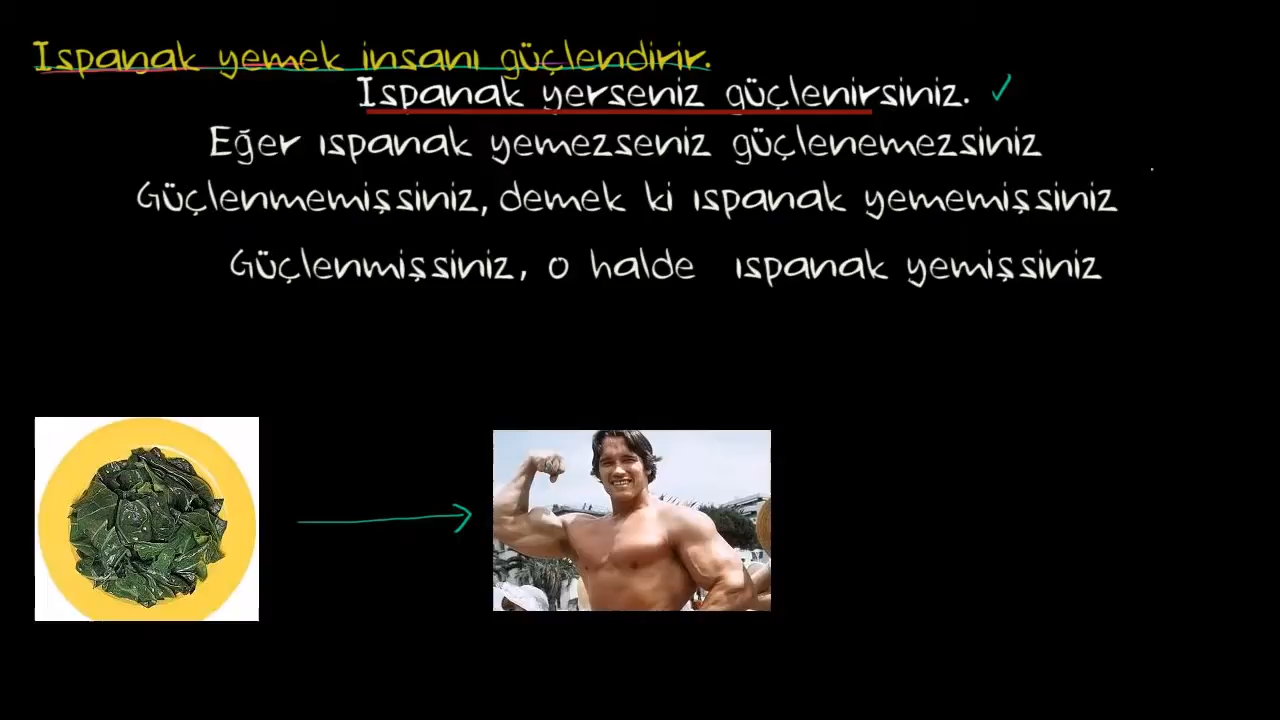 Ispanak yemek insanı güçlendirir.
Ispanak yerseniz güçlenirsiniz. ✓
Eğer ıspanak yemezseniz güçlenemezsiniz
Güçlenmemişsiniz, demek ki ıspanak yememişsiniz
Güçlenmişsiniz, o halde ıspanak yemişsiniz